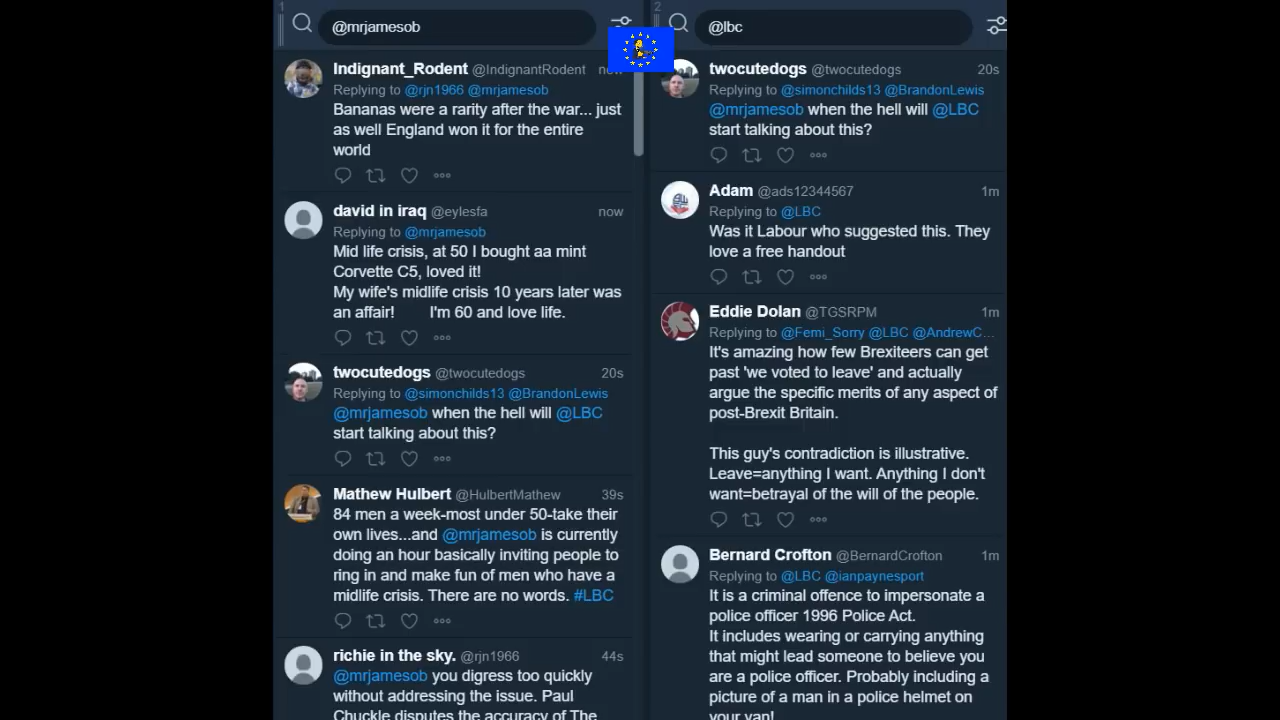 1
@mrjamesob
Indignant_Rodent @IndignantRodent now
Replying to @rjn1966 @mrjamesob
Bananas were a rarity after the war... just
as well England won it for the entire
world
david in iraq @eylesfa now
Replying to @mrjamesob
Mid life crisis, at 50 I bought aa mint
Corvette C5, loved it!
My wife's midlife crisis 10 years later was
an affair! I'm 60 and love life.
twocutedogs @twocutedogs 20s
Replying to @simonchilds13 @BrandonLewis
@mrjamesob when the hell will @LBC
start talking about this?
Mathew Hulbert @HulbertMathew 39s
84 men a week-most under 50-take their
own lives...and @mrjamesob is currently
doing an hour basically inviting people to
ring in and make fun of men who have a
midlife crisis. There are no words. #LBC
richie in the sky. @rjn1966 44s
@mrjamesob you digress too quickly
without addressing the issue. Paul
Chuckle disputes the accuracy of The
2
@lbc
twocutedogs @twocutedogs 20s
Replying to @simonchilds13 @BrandonLewis
@mrjamesob when the hell will @LBC
start talking about this?
Adam @ads12344567 1m
Replying to @LBC
Was it Labour who suggested this. They
love a free handout
Eddie Dolan @TGSRPM 1m
Replying to @Femi_Sorry @LBC @AndrewC...
It's amazing how few Brexiteers can get
past 'we voted to leave' and actually
argue the specific merits of any aspect of
post-Brexit Britain.
This guy's contradiction is illustrative.
Leave=anything I want. Anything I don't
want=betrayal of the will of the people.
Bernard Crofton @BernardCrofton 1m
Replying to @LBC @ianpaynesport
It is a criminal offence to impersonate a
police officer 1996 Police Act.
It includes wearing or carrying anything
that might lead someone to believe you
are a police officer. Probably including a
picture of a man in a police helmet on
your van!